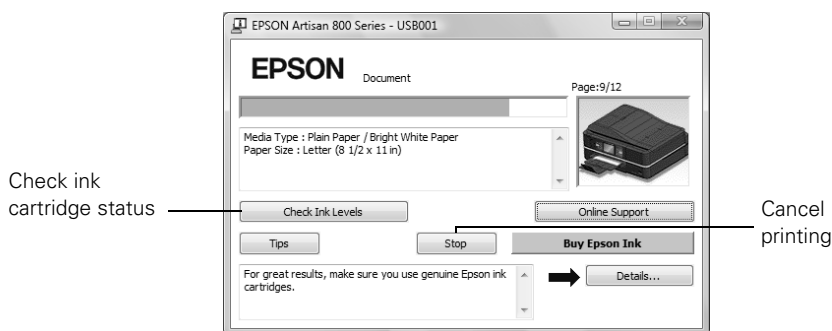 EPSON Artisan 800 Series - USB001
EPSON
Document
Page:9/12
Media Type : Plain Paper / Bright White Paper
Paper Size : Letter (8 1/2 x 11 in)
Check ink
cartridge status
Check Ink Levels
Online Support
Cancel
printing
Tips
Stop
Buy Epson Ink
For great results, make sure you use genuine Epson ink
cartridges.
Details...